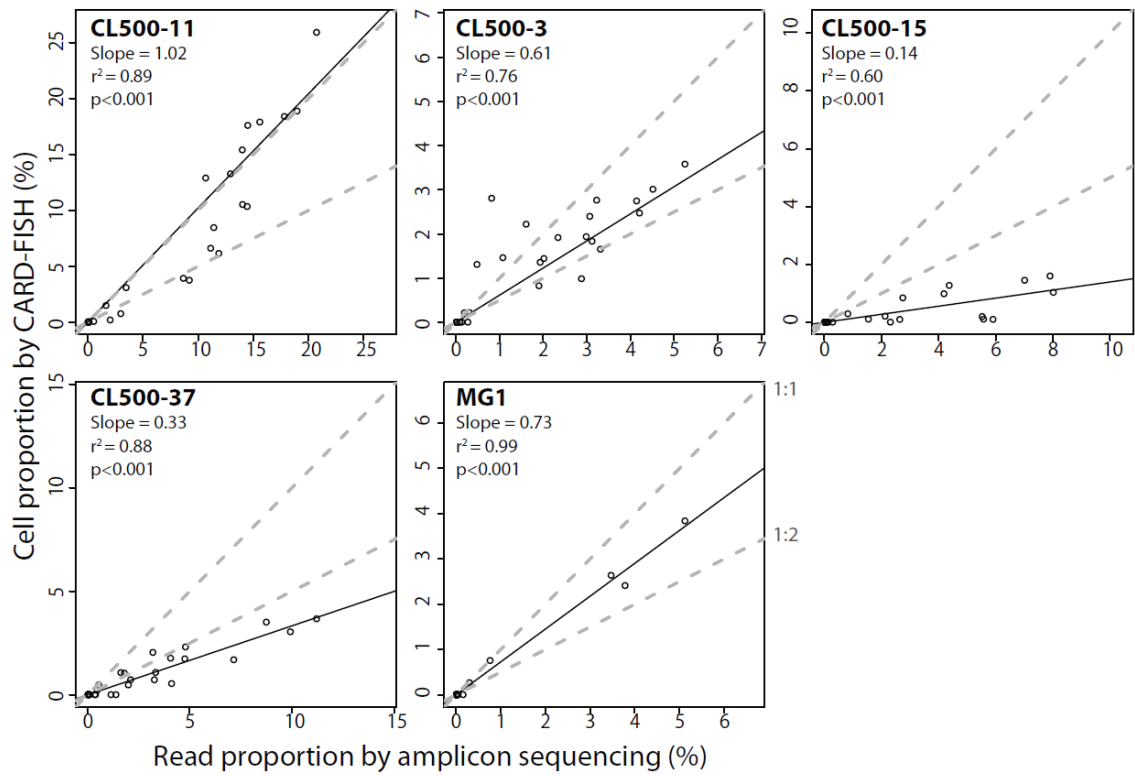 CL500-11
Slope = 1.02
r² = 0.89
p<0.001
25
20
15
10
5
0
0 5 10 15 20 25
CL500-3
Slope = 0.61
r² = 0.76
p<0.001
7
6
5
4
3
2
1
0
0 1 2 3 4 5 6 7
CL500-15
Slope = 0.14
r² = 0.60
p<0.001
10
8
6
4
2
0
0 2 4 6 8 10
Cell proportion by CARD-FISH (%)
CL500-37
Slope = 0.33
r² = 0.88
p<0.001
15
10
5
0
0 5 10 15
MG1
Slope = 0.73
r² = 0.99
p<0.001
6
5
4
3
2
1
0
0 1 2 3 4 5 6
1:1
1:2
Read proportion by amplicon sequencing (%)